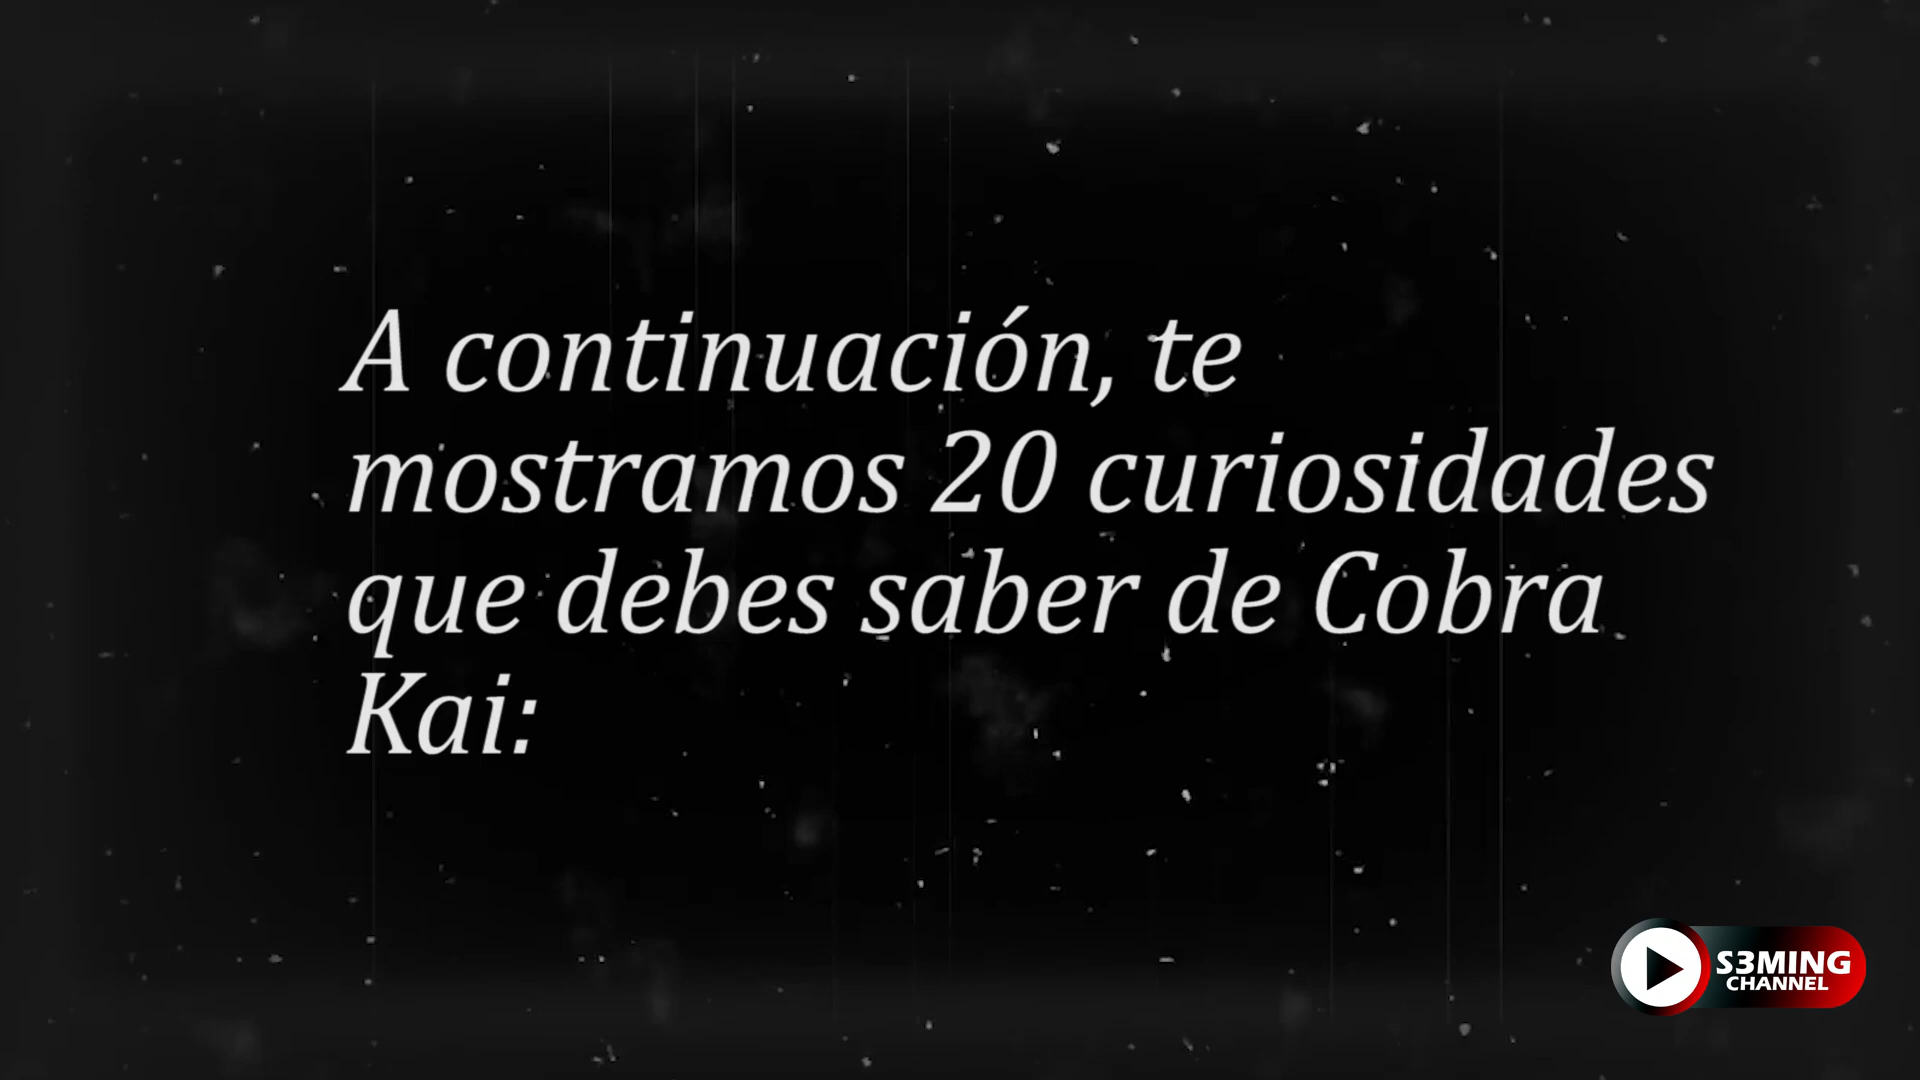 A continuación, te
mostramos 20 curiosidades
que debes saber de Cobra
Kai:
S3MING
CHANNEL